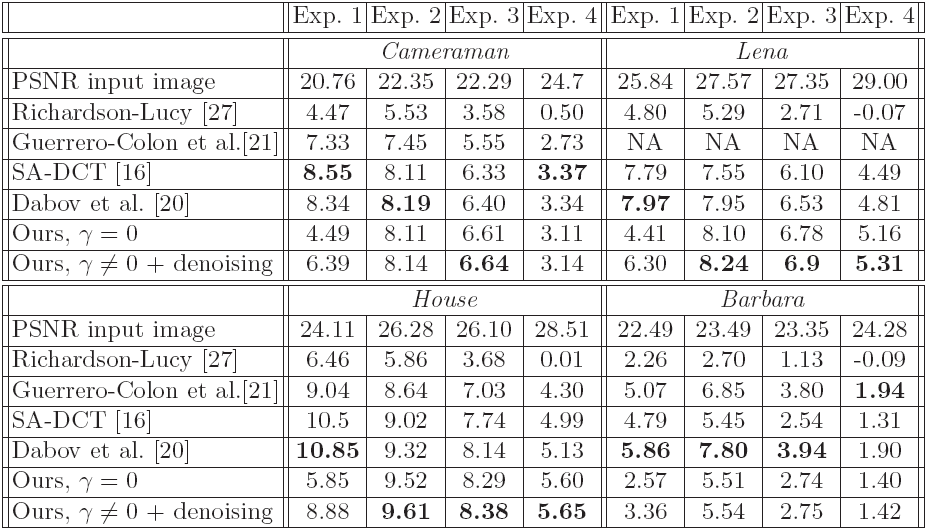 Exp. 1 Exp. 2 Exp. 3 Exp. 4 Exp. 1 Exp. 2 Exp. 3 Exp. 4
Cameraman Lena
PSNR input image 20.76 22.35 22.29 24.7 25.84 27.57 27.35 29.00
Richardson-Lucy [27] 4.47 5.53 3.58 0.50 4.80 5.29 2.71 -0.07
Guerrero-Colon et al.[21] 7.33 7.45 5.55 2.73 NA NA NA NA
SA-DCT [16] 8.55 8.11 6.33 3.37 7.79 7.55 6.10 4.49
Dabov et al. [20] 8.34 8.19 6.40 3.34 7.97 7.95 6.53 4.81
Ours, γ = 0 4.49 8.11 6.61 3.11 4.41 8.10 6.78 5.16
Ours, γ ≠ 0 + denoising 6.39 8.14 6.64 3.14 6.30 8.24 6.9 5.31
House Barbara
PSNR input image 24.11 26.28 26.10 28.51 22.49 23.49 23.35 24.28
Richardson-Lucy [27] 6.46 5.86 3.68 0.01 2.26 2.70 1.13 -0.09
Guerrero-Colon et al.[21] 9.04 8.64 7.03 4.30 5.07 6.85 3.80 1.94
SA-DCT [16] 10.5 9.02 7.74 4.99 4.79 5.45 2.54 1.31
Dabov et al. [20] 10.85 9.32 8.14 5.13 5.86 7.80 3.94 1.90
Ours, γ = 0 5.85 9.52 8.29 5.60 2.57 5.51 2.74 1.40
Ours, γ ≠ 0 + denoising 8.88 9.61 8.38 5.65 3.36 5.54 2.75 1.42